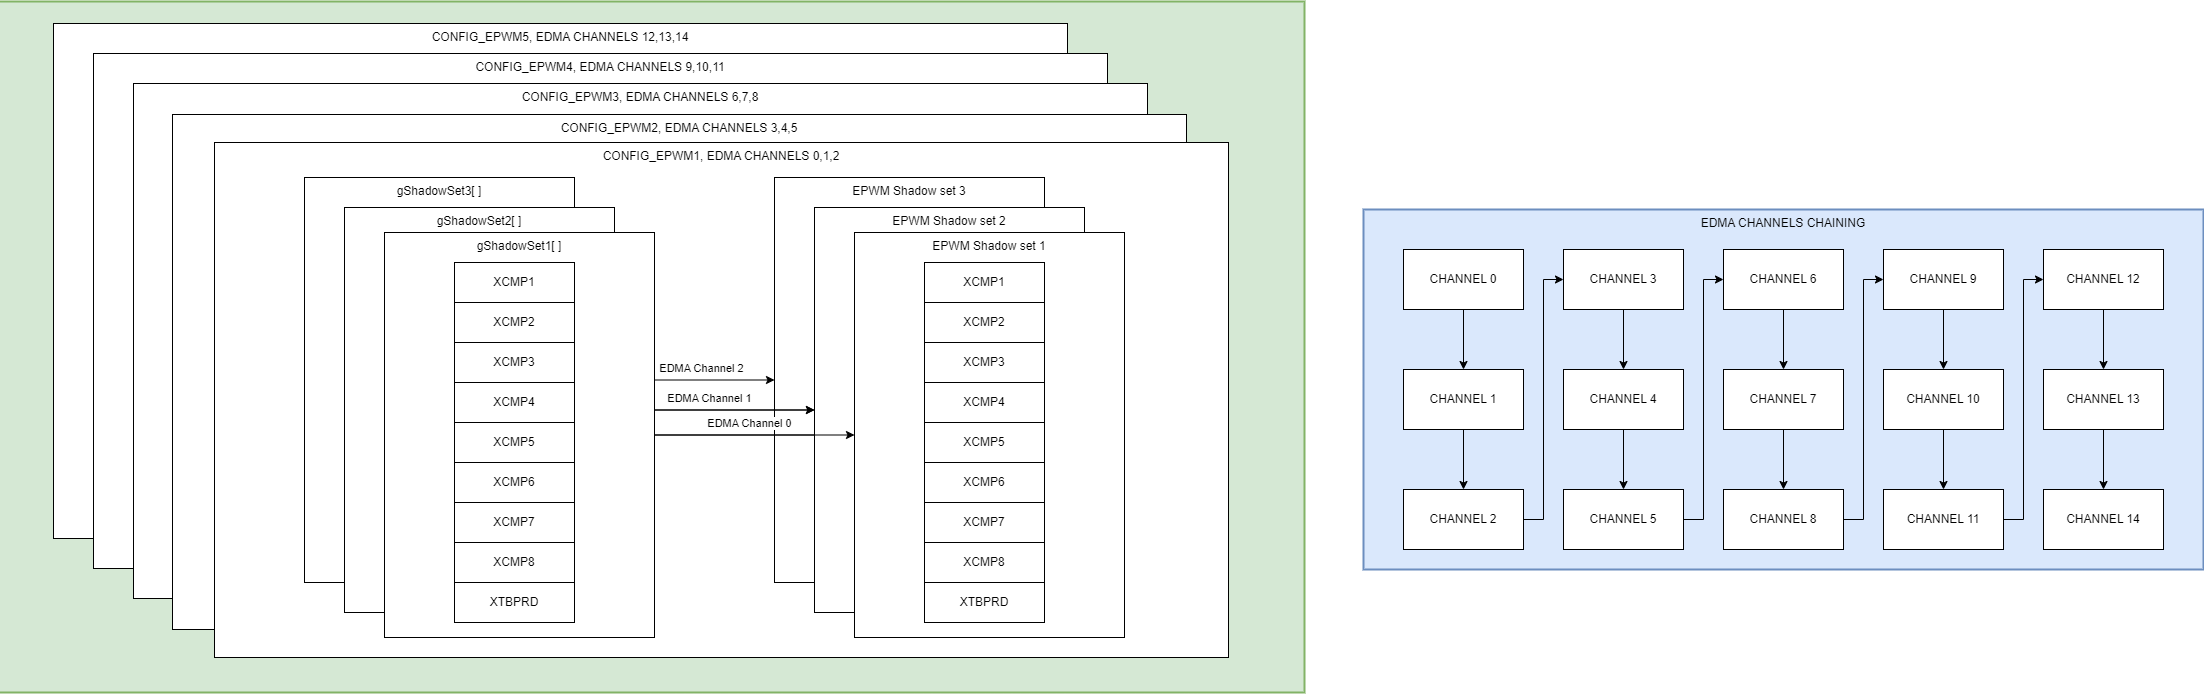 CONFIG_EPWM5, EDMA CHANNELS 12,13,14
CONFIG_EPWM4, EDMA CHANNELS 9,10,11
CONFIG_EPWM3, EDMA CHANNELS 6,7,8
CONFIG_EPWM2, EDMA CHANNELS 3,4,5
CONFIG_EPWM1, EDMA CHANNELS 0,1,2
gShadowSet3[ ]
gShadowSet2[ ]
gShadowSet1[ ]
XCMP1
XCMP2
XCMP3
XCMP4
XCMP5
XCMP6
XCMP7
XCMP8
XTBPRD
EDMA Channel 2
EDMA Channel 1
EDMA Channel 0
EPWM Shadow set 3
EPWM Shadow set 2
EPWM Shadow set 1
XCMP1
XCMP2
XCMP3
XCMP4
XCMP5
XCMP6
XCMP7
XCMP8
XTBPRD
EDMA CHANNELS CHAINING
CHANNEL 0
CHANNEL 1
CHANNEL 2
CHANNEL 3
CHANNEL 4
CHANNEL 5
CHANNEL 6
CHANNEL 7
CHANNEL 8
CHANNEL 9
CHANNEL 10
CHANNEL 11
CHANNEL 12
CHANNEL 13
CHANNEL 14